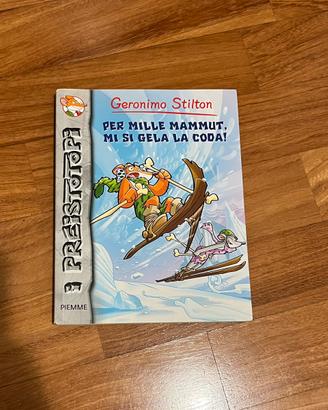 Geronimo Stilton
PER MILLE MAMMUT,
MI SI GELA LA CODA!
I PREISTOTOPI
PIEMME